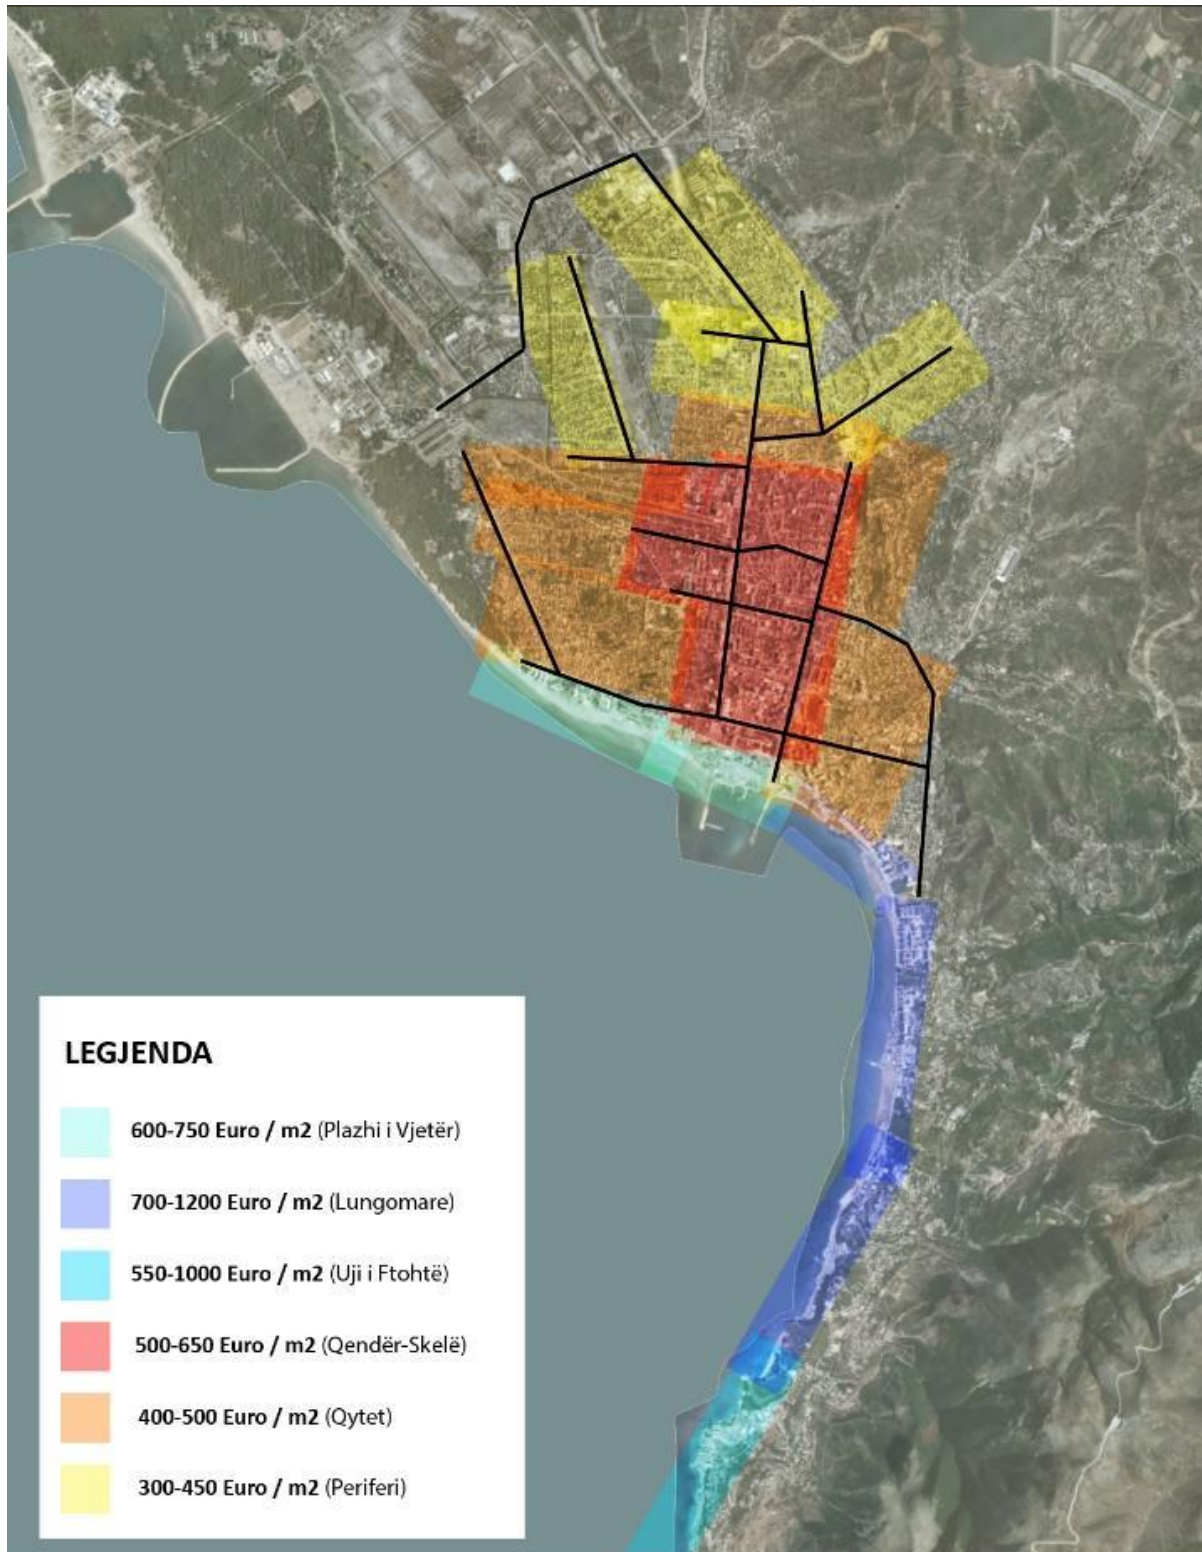 LEGJENDA
600-750 Euro / m2 (Plazhi i Vjetër)
700-1200 Euro / m2 (Lungomare)
550-1000 Euro / m2 (Uji i Ftohtë)
500-650 Euro / m2 (Qendër-Skelë)
400-500 Euro / m2 (Qytet)
300-450 Euro / m2 (Periferi)